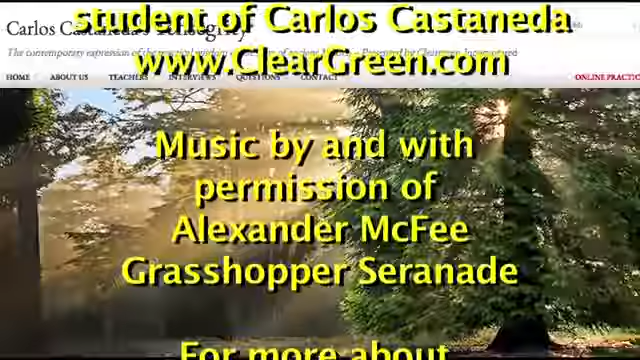 student of Carlos Castaneda
Carlos Castaneda's Tensegrity
www.ClearGreen.com
HOME ABOUT US TEACHERS INTERVIEWS QUESTIONS CONTACT
ONLINE PRACTIC
Music by and with
permission of
Alexander McFee
Grasshopper Seranade
For more about